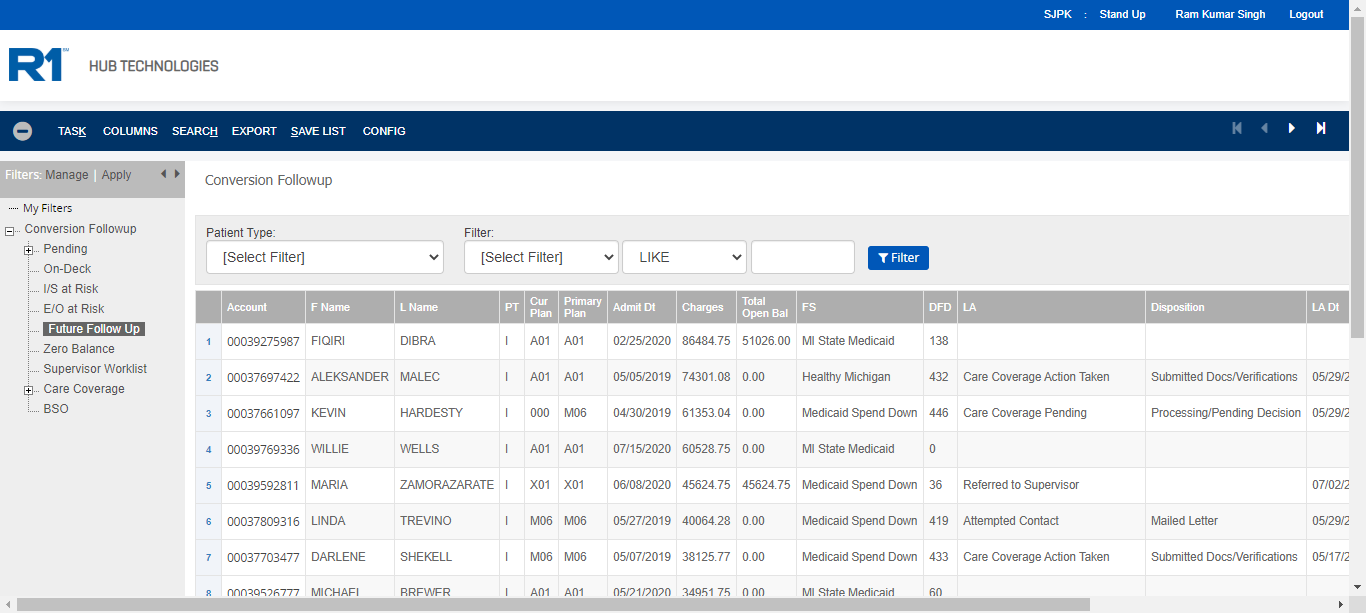 SJPK : Stand Up Ram Kumar Singh Logout
R1 HUB TECHNOLOGIES
TASK COLUMNS SEARCH EXPORT SAVE LIST CONFIG
Filters: Manage | Apply
My Filters
Conversion Followup
Pending
On-Deck
I/S at Risk
E/O at Risk
Future Follow Up
Zero Balance
Supervisor Worklist
Care Coverage
BSO
Conversion Followup
Patient Type: Filter:
[Select Filter] [Select Filter] LIKE Filter
Account F Name L Name PT Cur Plan Primary Plan Admit Dt Charges Total Open Bal FS DFD LA Disposition LA Dt
1 00039275987 FIQIRI DIBRA I A01 A01 02/25/2020 86484.75 51026.00 MI State Medicaid 138
2 00037697422 ALEKSANDER MALEC I A01 A01 05/05/2019 74301.08 0.00 Healthy Michigan 432 Care Coverage Action Taken Submitted Docs/Verifications 05/29/2
3 00037661097 KEVIN HARDESTY I 000 M06 04/30/2019 61353.04 0.00 Medicaid Spend Down 446 Care Coverage Pending Processing/Pending Decision 05/29/2
4 00039769336 WILLIE WELLS I A01 A01 07/15/2020 60528.75 0.00 MI State Medicaid 0
5 00039592811 MARIA ZAMORAZARATE I X01 X01 06/08/2020 45624.75 45624.75 Medicaid Spend Down 36 Referred to Supervisor 07/02/2
6 00037809316 LINDA TREVINO I M06 M06 05/27/2019 40064.28 0.00 Medicaid Spend Down 419 Attempted Contact Mailed Letter 05/29/2
7 00037703477 DARLENE SHEKELL I M06 M06 05/07/2019 38125.77 0.00 Medicaid Spend Down 433 Care Coverage Action Taken Submitted Docs/Verifications 05/17/2
8 00039526777 MICHAEL BREWER I A01 A01 05/21/2020 34951.75 0.00 MI State Medicaid 60